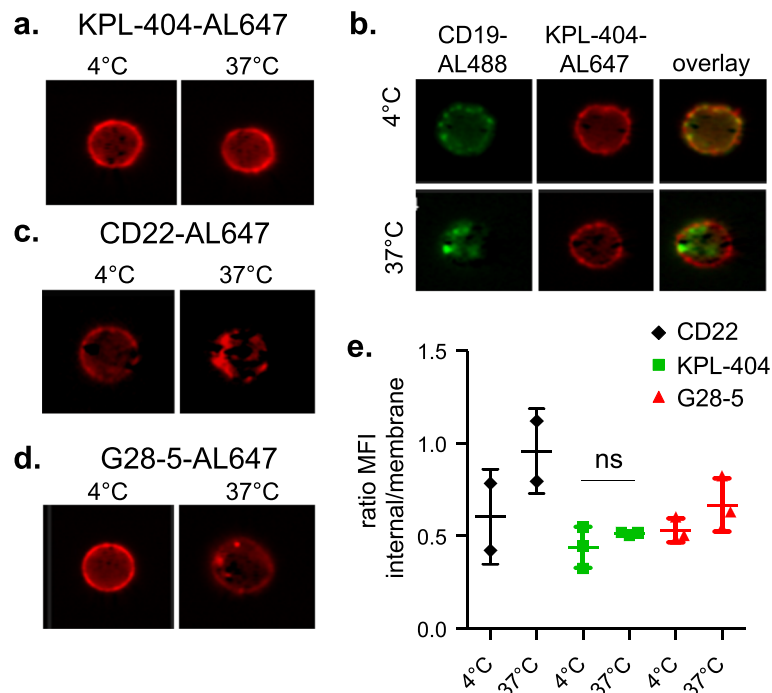 a.
KPL-404-AL647
4°C 37°C
b.
CD19-AL488
KPL-404-AL647
overlay
4°C
37°C
c.
CD22-AL647
4°C 37°C
d.
G28-5-AL647
4°C 37°C
e.
CD22
KPL-404
G28-5
ratio MFI
internal/membrane
1.5
1.0
0.5
0.0
ns
4°C 37°C 4°C 37°C 4°C 37°C